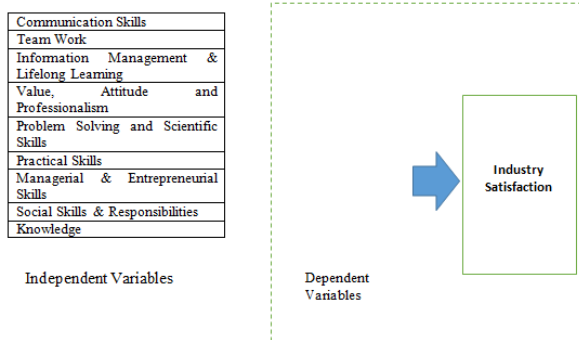 Communication Skills
Team Work
Information Management &
Lifelong Learning
Value, Attitude and
Professionalism
Problem Solving and Scientific
Skills
Practical Skills
Managerial & Entrepreneurial
Skills
Social Skills & Responsibilities
Knowledge
Independent Variables
Dependent
Variables
Industry
Satisfaction